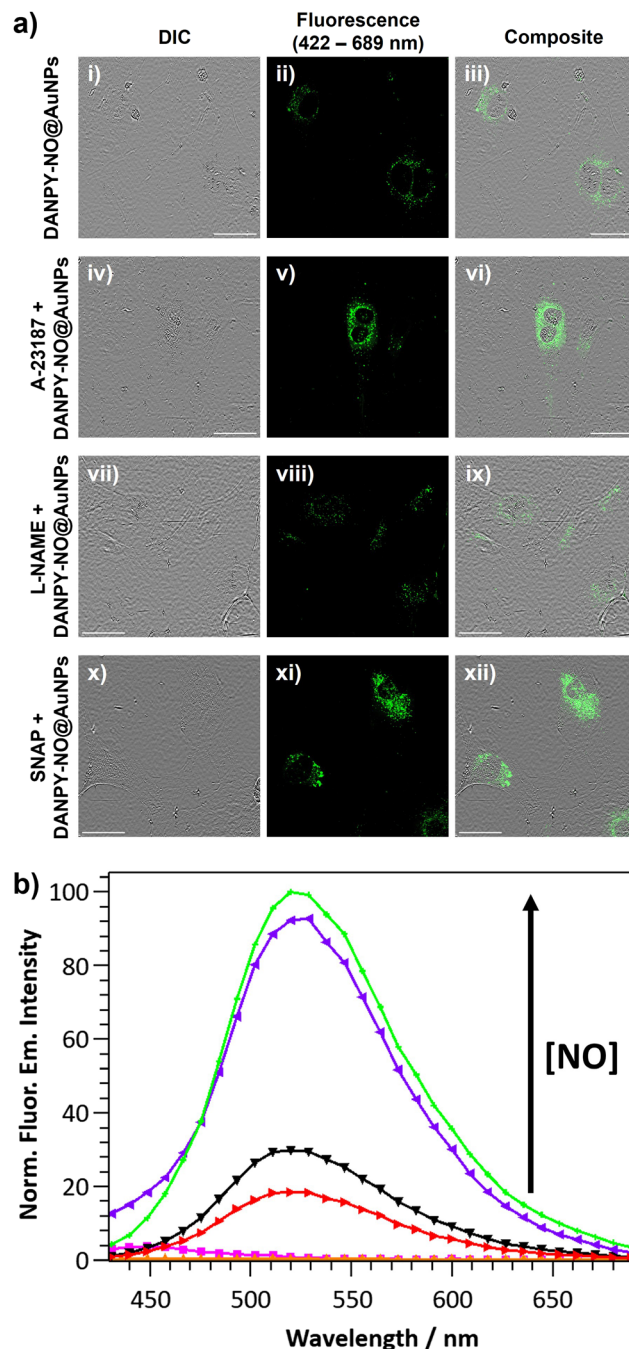 a)
DIC
Fluorescence
(422 – 689 nm)
Composite
DANPY-NO@AuNPs
i)
ii)
iii)
A-23187 +
DANPY-NO@AuNPs
iv)
v)
vi)
L-NAME +
DANPY-NO@AuNPs
vii)
viii)
ix)
SNAP +
DANPY-NO@AuNPs
x)
xi)
xii)
b)
Norm. Fluor. Em. Intensity
100
80
60
40
20
0
[NO]
450
500
550
600
650
Wavelength / nm